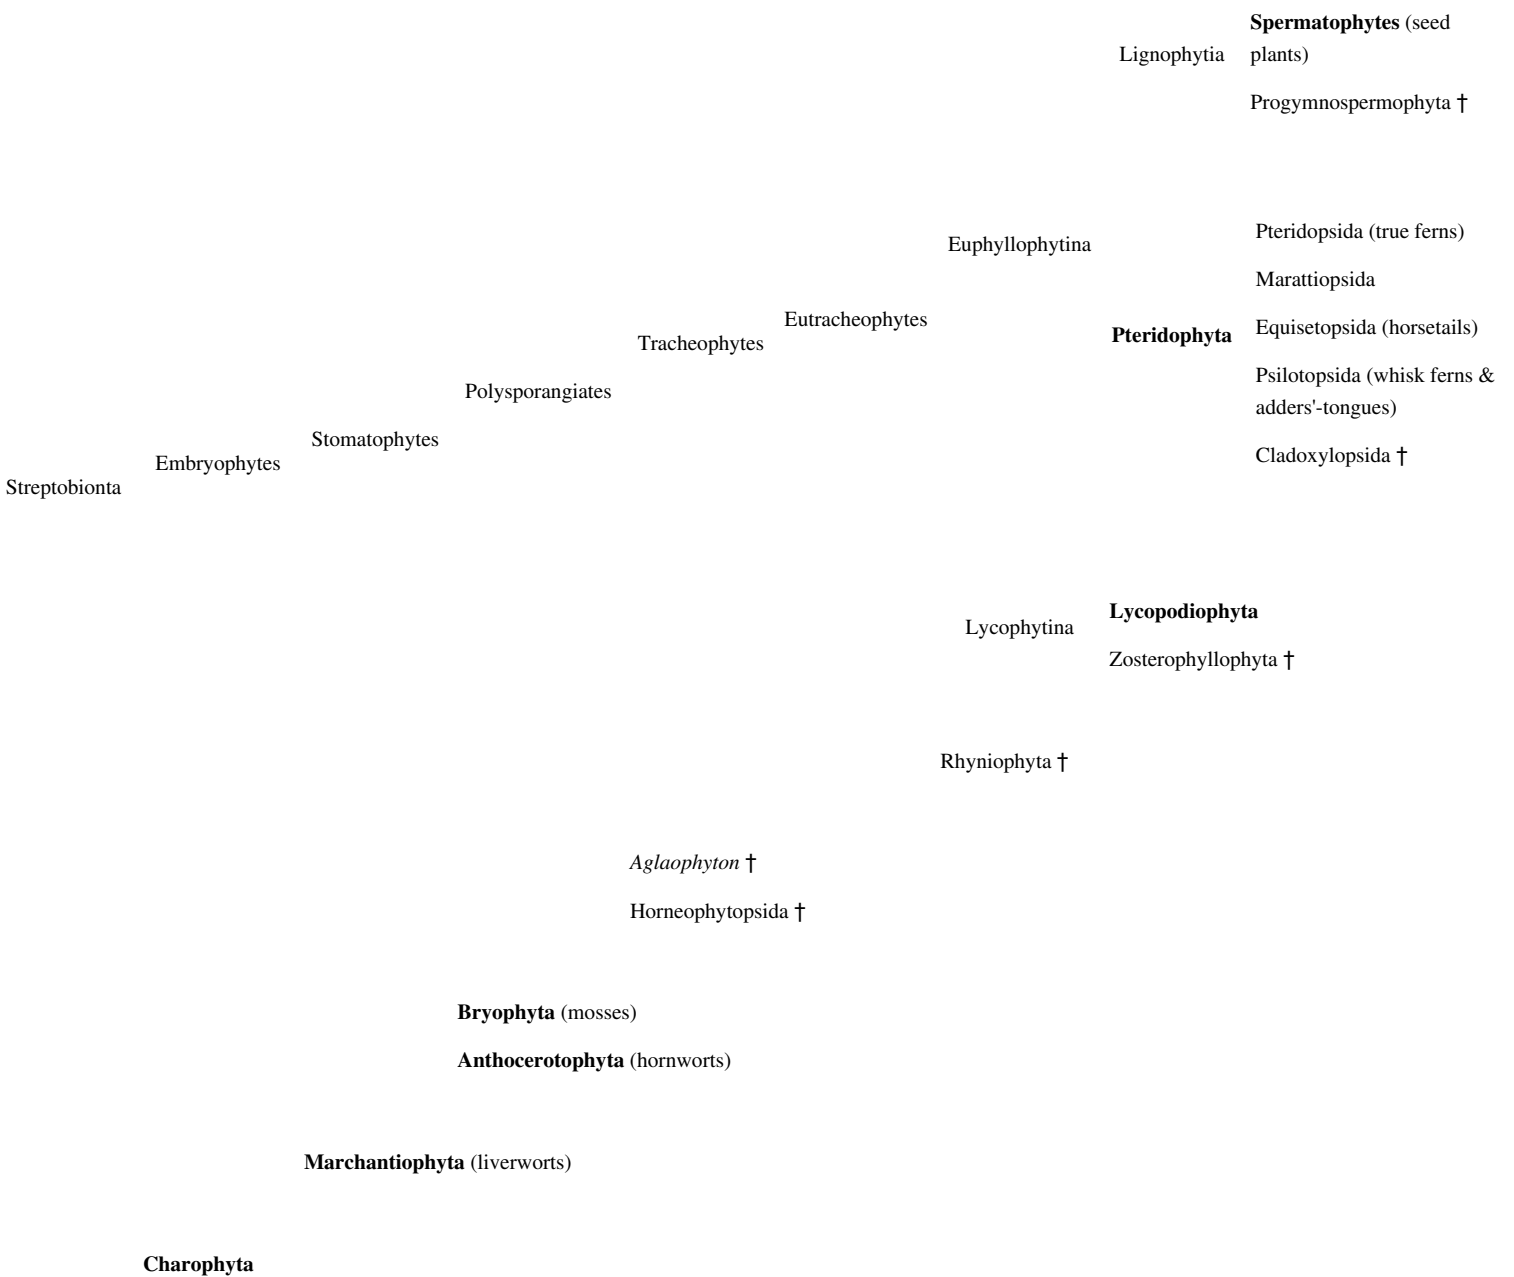 Spermatophytes (seed
plants)
Lignophytia
Progymnospermophyta †
Pteridopsida (true ferns)
Euphyllophytina
Marattiopsida
Eutracheophytes
Equisetopsida (horsetails)
Pteridophyta
Tracheophytes
Psilotopsida (whisk ferns &
adders'-tongues)
Polysporangiates
Stomatophytes
Cladoxylopsida †
Embryophytes
Streptobionta
Lycopodiophyta
Lycophytina
Zosterophyllophyta †
Rhyniophyta †
Aglaophyton †
Horneophytopsida †
Bryophyta (mosses)
Anthocerotophyta (hornworts)
Marchantiophyta (liverworts)
Charophyta